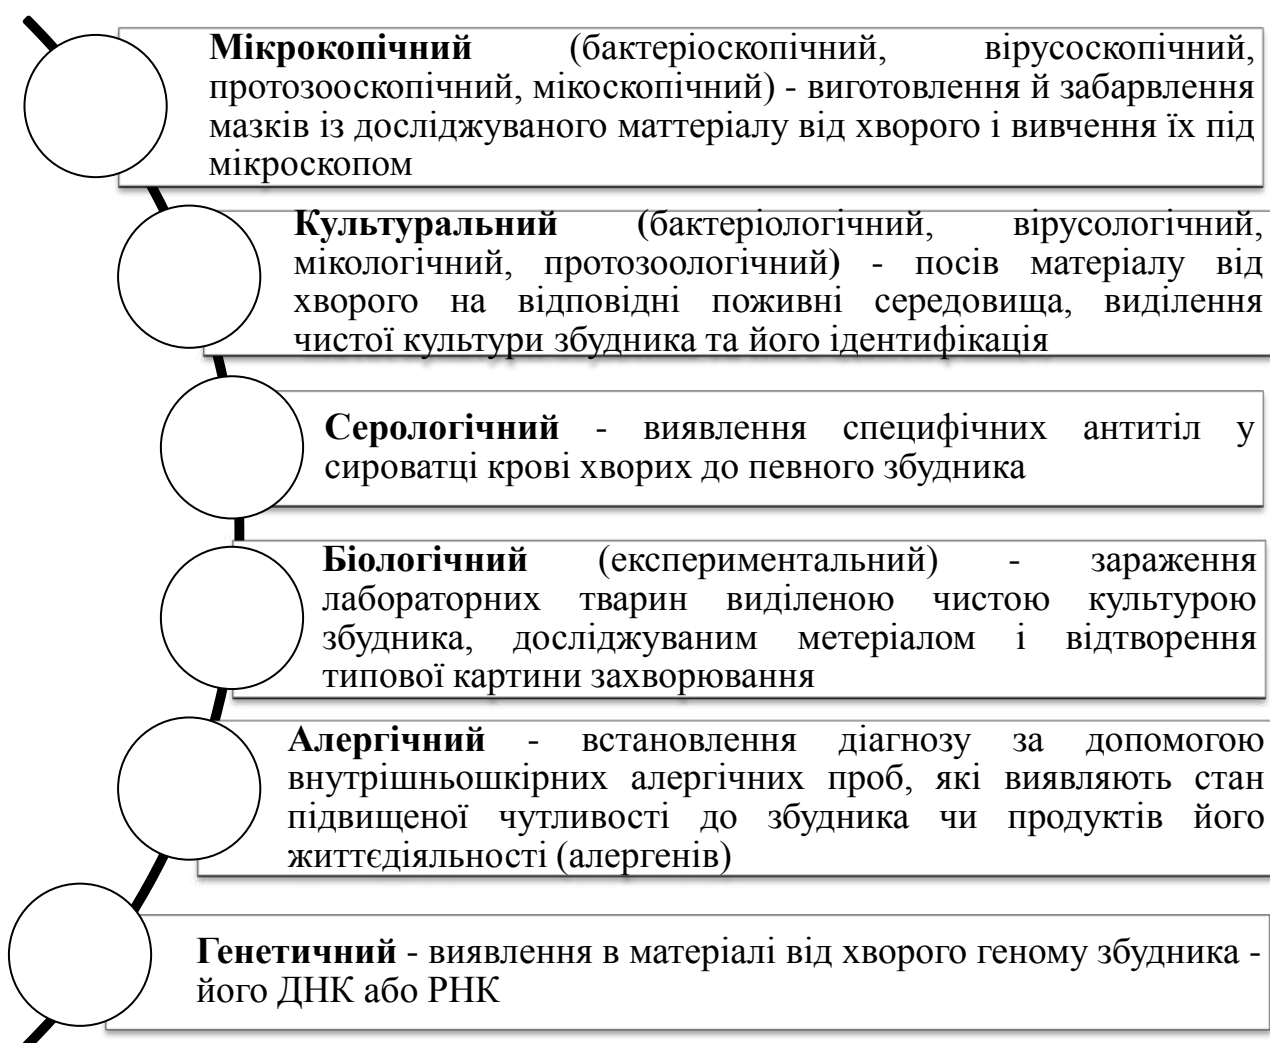 Мікрокопічний (бактеріоскопічний, вірусоскопічний,
протозооскопічний, мікоскопічний) - виготовлення й забарвлення
мазків із досліджуваного маттеріалу від хворого і вивчення їх під
мікроскопом
Культуральний (бактеріологічний, вірусологічний,
мікологічний, протозоологічний) - посів матеріалу від
хворого на відповідні поживні середовища, виділення
чистої культури збудника та його ідентифікація
Серологічний - виявлення специфічних антитіл у
сироватці крові хворих до певного збудника
Біологічний (експериментальний) - зараження
лабораторних тварин виділеною чистою культурою
збудника, досліджуваним метеріалом і відтворення
типової картини захворювання
Алергічний - встановлення діагнозу за допомогою
внутрішньошкірних алергічних проб, які виявляють стан
підвищеної чутливості до збудника чи продуктів його
життєдіяльності (алергенів)
Генетичний - виявлення в матеріалі від хворого геному збудника -
його ДНК або РНК